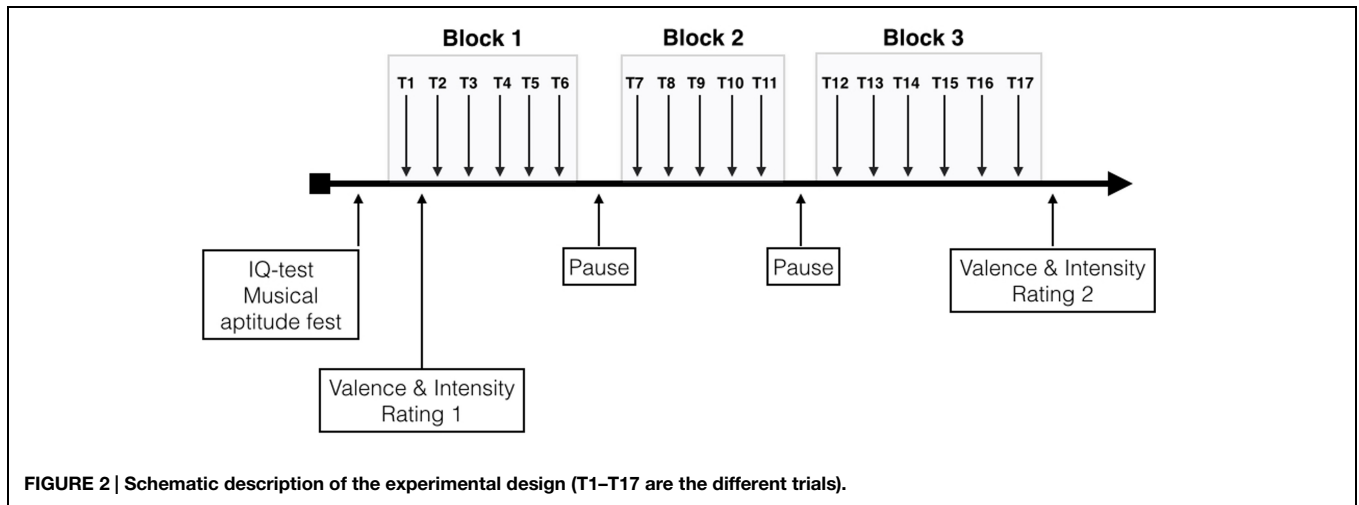 Block 1 Block 2 Block 3
T1 T2 T3 T4 T5 T6 T7 T8 T9 T10 T11 T12 T13 T14 T15 T16 T17
IQ-test
Musical
aptitude fest
Valence & Intensity
Rating 1
Pause
Pause
Valence & Intensity
Rating 2
FIGURE 2 | Schematic description of the experimental design (T1–T17 are the different trials).